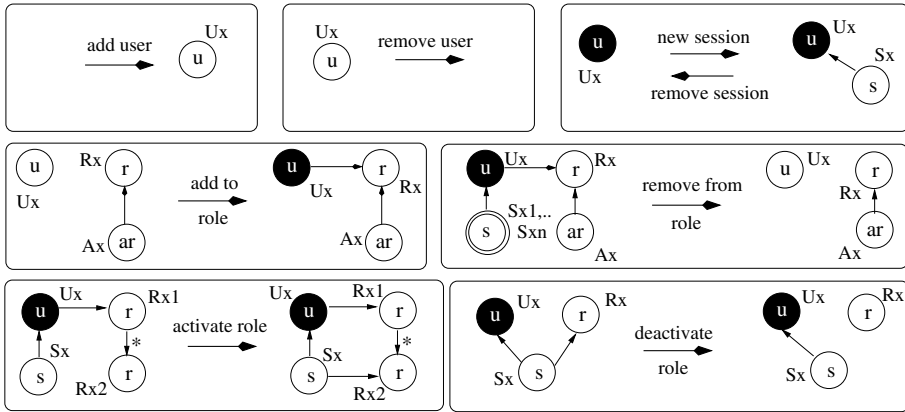 add user
Ux
u
Ux
u
remove user
u
Ux
new session
remove session
u
Ux
Sx
s
u
Ux
Rx
r
Ax
ar
add to
role
u
Ux
r
Rx
Ax
ar
u
Ux
r
Rx
s
Sx1,..
Sxn
ar
Ax
remove from
role
u
Ux
r
Rx
ar
Ax
u
Ux
r
Rx1
*
Sx
s
Rx2
r
activate role
Ux
u
Rx1
r
*
Sx
s
Rx2
r
u
Ux
r
Rx
Sx
s
deactivate
role
u
Ux
r
Rx
Sx
s